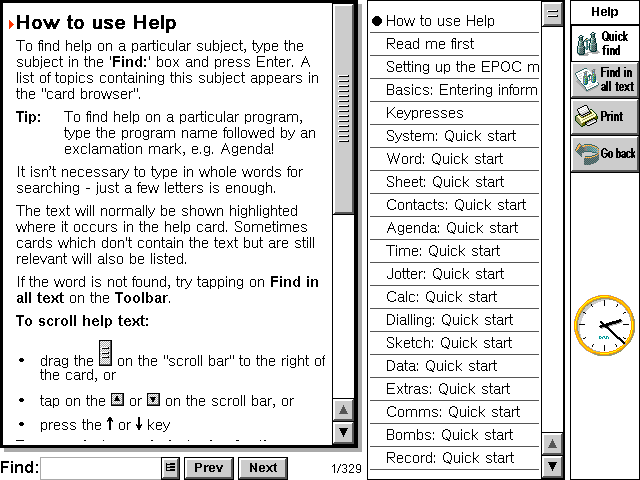 How to use Help
To find help on a particular subject, type the
subject in the 'Find:' box and press Enter. A
list of topics containing this subject appears in
the "card browser".
Tip: To find help on a particular program,
type the program name followed by an
exclamation mark, e.g. Agenda!
It isn't necessary to type in whole words for
searching - just a few letters is enough.
The text will normally be shown highlighted
where it occurs in the help card. Sometimes
cards which don't contain the text but are still
relevant will also be listed.
If the word is not found, try tapping on Find in
all text on the Toolbar.
To scroll help text:
• drag the on the "scroll bar" to the right of
the card, or
• tap on the or on the scroll bar, or
• press the ↑ or ↓ key
Find:
Prev
Next
1/329
How to use Help
Read me first
Setting up the EPOC m
Basics: Entering inform
Keypresses
System: Quick start
Word: Quick start
Sheet: Quick start
Contacts: Quick start
Agenda: Quick start
Time: Quick start
Jotter: Quick start
Calc: Quick start
Dialling: Quick start
Sketch: Quick start
Data: Quick start
Extras: Quick start
Comms: Quick start
Bombs: Quick start
Record: Quick start
Help
Quick
find
Find in
all text
Print
Go back